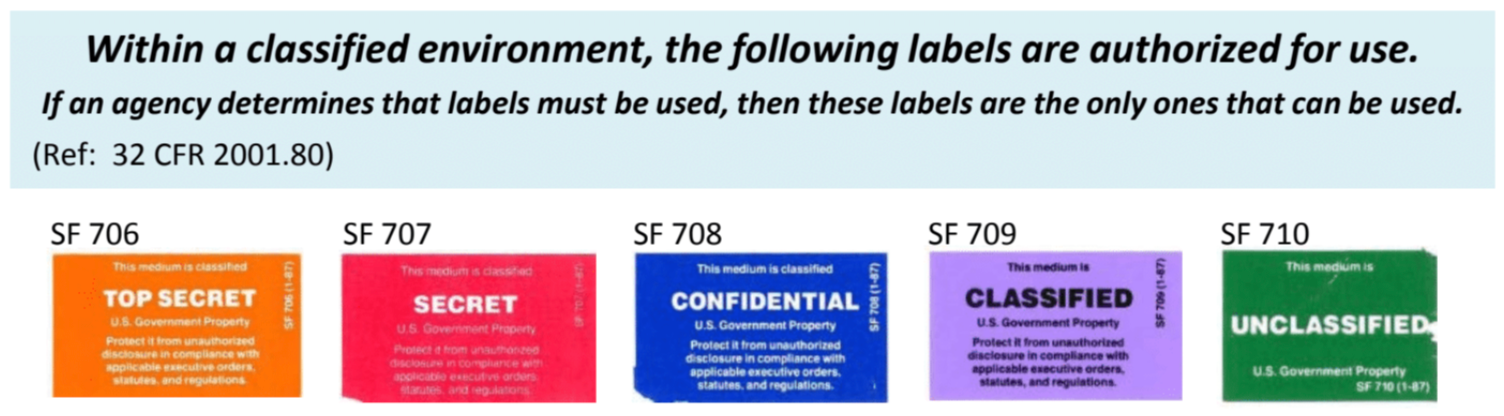 Within a classified environment, the following labels are authorized for use.
If an agency determines that labels must be used, then these labels are the only ones that can be used.
(Ref:  32 CFR 2001.80)
SF 706
This medium is classified
TOP SECRET
U.S. Government Property
Protect it from unauthorized
disclosure in compliance with
applicable executive orders,
statutes, and regulations.
SF 706 (1-87)
SF 707
This medium is classified
SECRET
U.S. Government Property
Protect it from unauthorized
disclosure in compliance with
applicable executive orders,
statutes, and regulations.
SF 707 (1-87)
SF 708
This medium is classified
CONFIDENTIAL
U.S. Government Property
Protect it from unauthorized
disclosure in compliance with
applicable executive orders,
statutes, and regulations.
SF 708 (1-87)
SF 709
This medium is
CLASSIFIED
U.S. Government Property
Protect it from unauthorized
disclosure in compliance with
applicable executive orders,
statutes, and regulations.
SF 709 (1-87)
SF 710
This medium is
UNCLASSIFIED
U.S. Government Property
SF 710 (1-87)